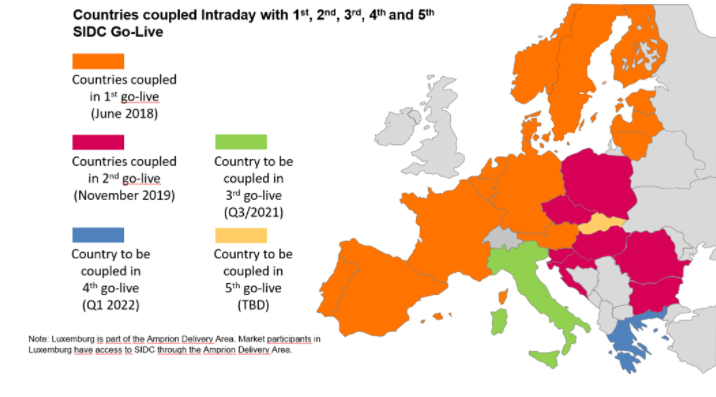 Countries coupled Intraday with 1st, 2nd, 3rd, 4th and 5th
SIDC Go-Live
Countries coupled
in 1st go-live
(June 2018)
Countries coupled
in 2nd go-live
(November 2019)
Country to be
coupled in
3rd go-live
(Q3/2021)
Country to be
coupled in
4th go-live
(Q1 2022)
Country to be
coupled in
5th go-live
(TBD)
Note: Luxemburg is part of the Amprion Delivery Area. Market participants in
Luxemburg have access to SIDC through the Amprion Delivery Area.